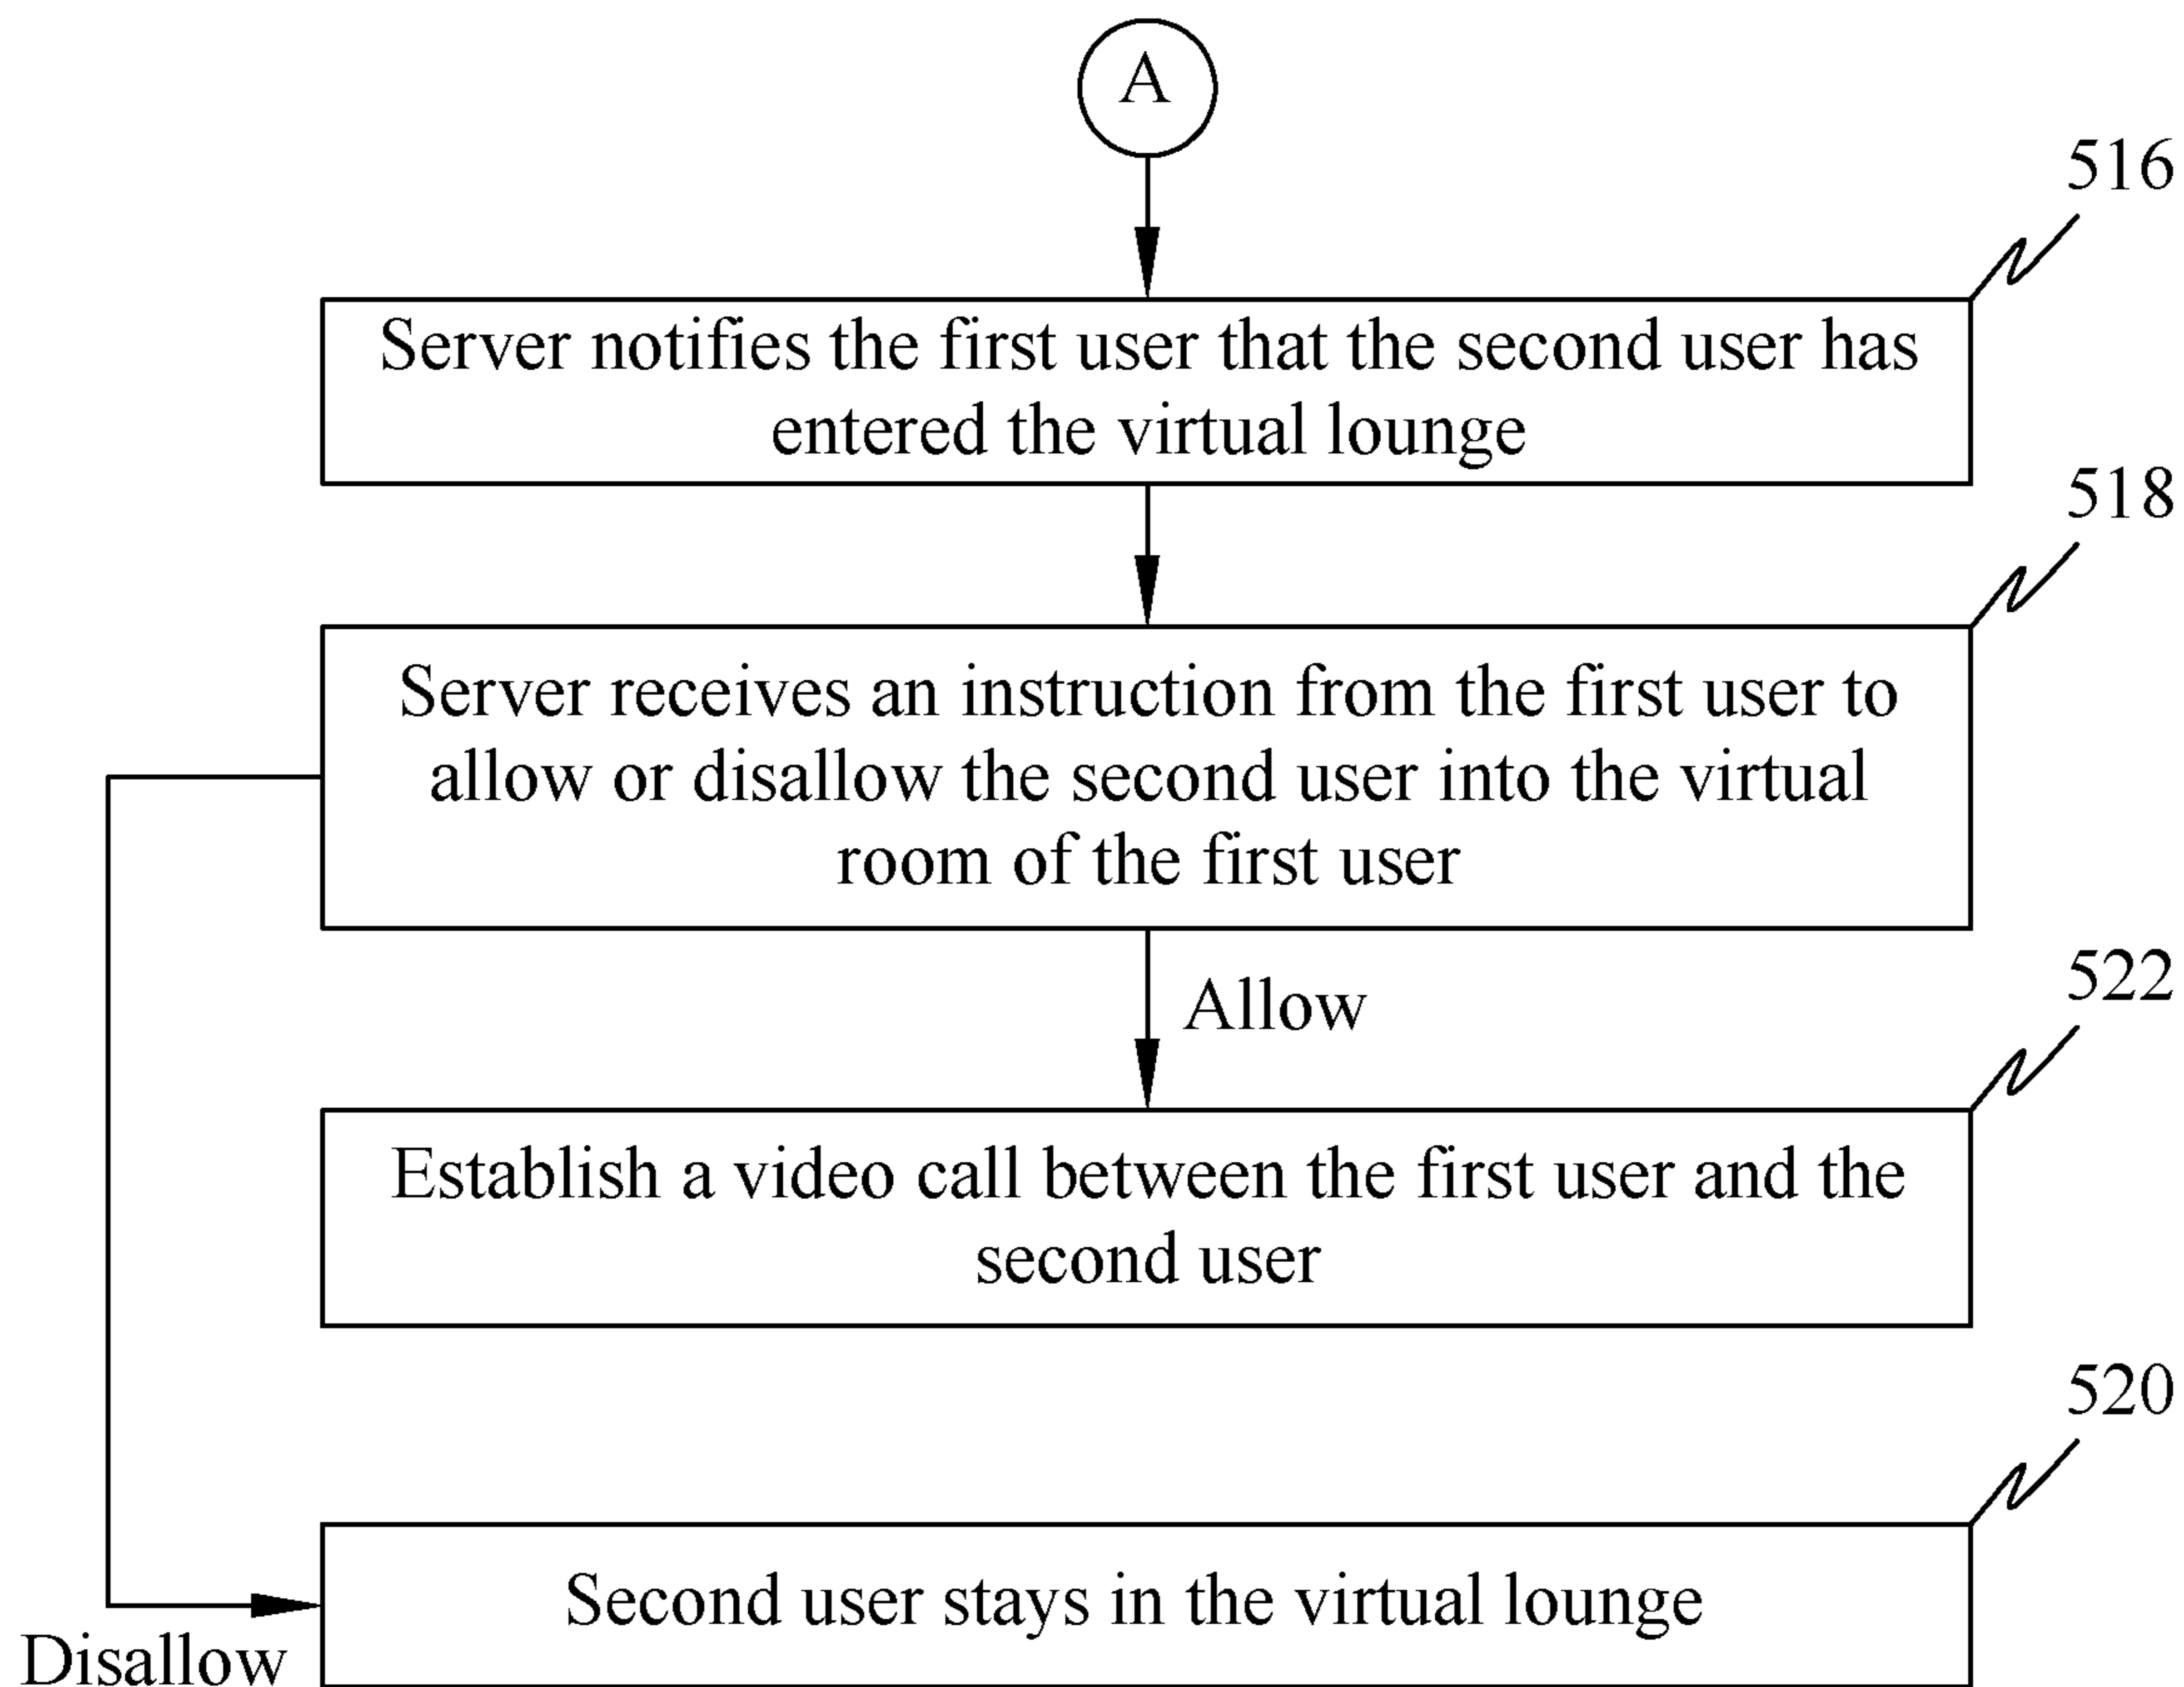 A
516
Server notifies the first user that the second user has
entered the virtual lounge
518
Server receives an instruction from the first user to
allow or disallow the second user into the virtual
room of the first user
Allow
522
Establish a video call between the first user and the
second user
520
Second user stays in the virtual lounge
Disallow